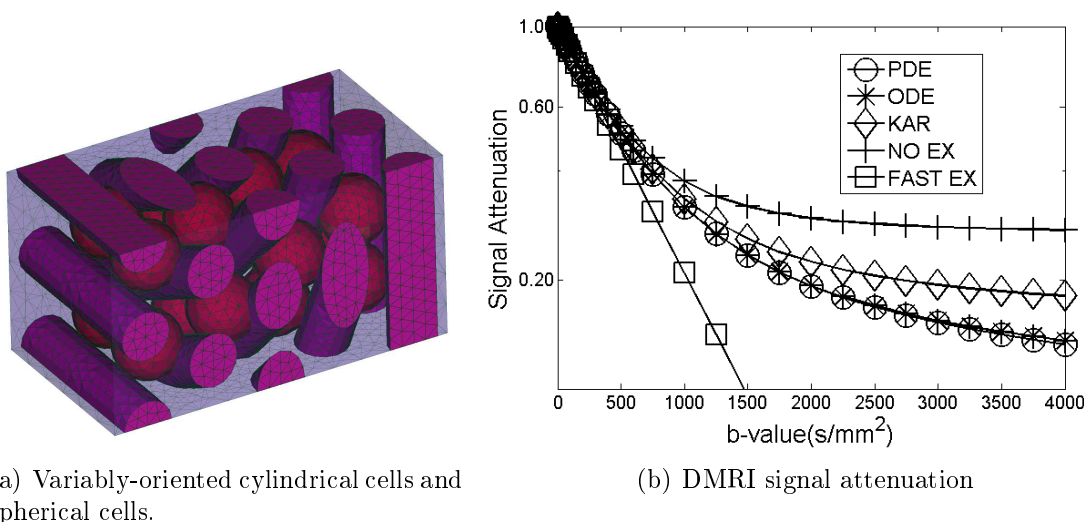 1.0
0.60
0.20
Signal Attenuation
PDE
ODE
KAR
NO EX
FAST EX
0 500 1000 1500 2000 2500 3000 3500 4000
b-value(s/mm²)
a) Variably-oriented cylindrical cells and
pherical cells.
(b) DMRI signal attenuation